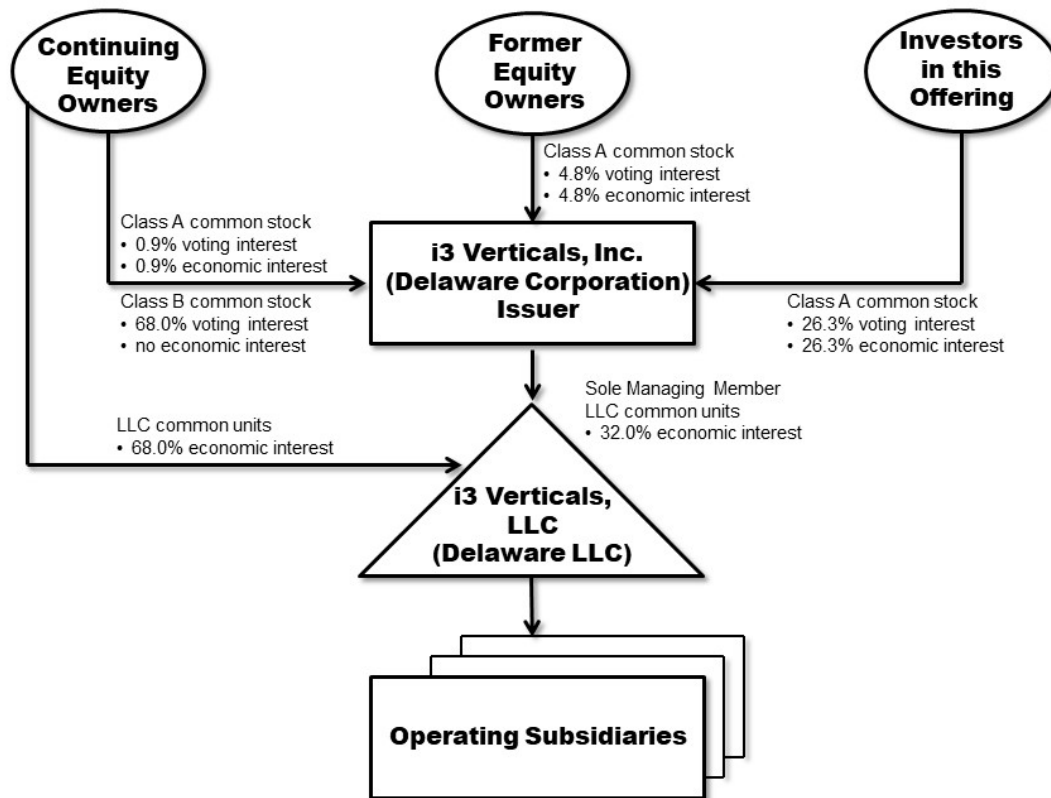 Continuing
Equity
Owners
Former
Equity
Owners
Investors
in this
Offering
Class A common stock
• 4.8% voting interest
• 4.8% economic interest
Class A common stock
• 0.9% voting interest
• 0.9% economic interest
Class B common stock
• 68.0% voting interest
• no economic interest
i3 Verticals, Inc.
(Delaware Corporation)
Issuer
Class A common stock
• 26.3% voting interest
• 26.3% economic interest
Sole Managing Member
LLC common units
• 32.0% economic interest
LLC common units
• 68.0% economic interest
i3 Verticals,
LLC
(Delaware LLC)
Operating Subsidiaries